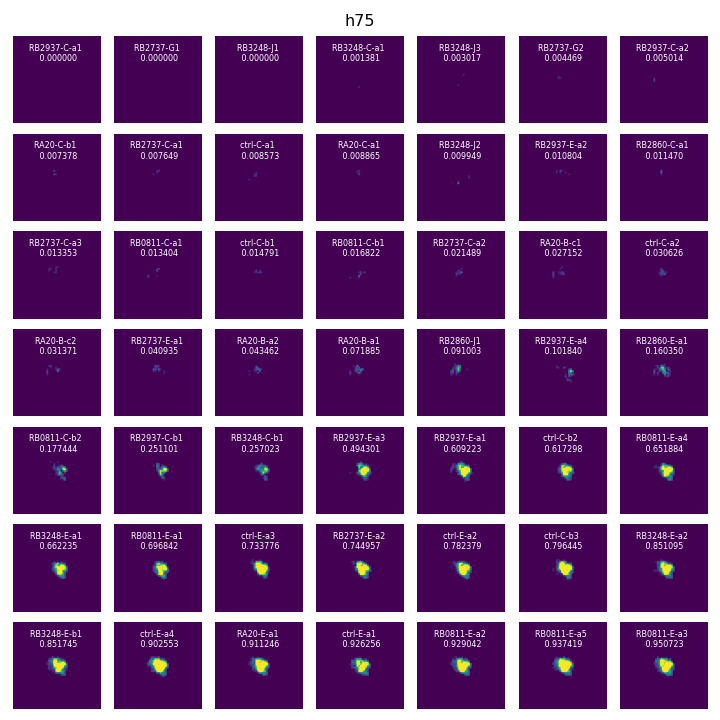 h75
RB2937-C-a1
0.000000
RB2737-G1
0.000000
RB3248-J1
0.000000
RB3248-C-a1
0.001381
RB3248-J3
0.003017
RB2737-G2
0.004469
RB2937-C-a2
0.005014
RA20-C-b1
0.007378
RB2737-C-a1
0.007649
ctrl-C-a1
0.008573
RA20-C-a1
0.008865
RB3248-J2
0.009949
RB2937-E-a2
0.010804
RB2860-C-a1
0.011470
RB2737-C-a3
0.013353
RB0811-C-a1
0.013404
ctrl-C-b1
0.014791
RB0811-C-b1
0.016822
RB2737-C-a2
0.021489
RA20-B-c1
0.027152
ctrl-C-a2
0.030626
RA20-B-c2
0.031371
RB2737-E-a1
0.040935
RA20-B-a2
0.043462
RA20-B-a1
0.071885
RB2860-J1
0.091003
RB2937-E-a4
0.101840
RB2860-E-a1
0.160350
RB0811-C-b2
0.177444
RB2937-C-b1
0.251101
RB3248-C-b1
0.257023
RB2937-E-a3
0.494301
RB2937-E-a1
0.609223
ctrl-C-b2
0.617298
RB0811-E-a4
0.651884
RB3248-E-a1
0.662235
RB0811-E-a1
0.696842
ctrl-E-a3
0.733776
RB2737-E-a2
0.744957
ctrl-E-a2
0.782379
ctrl-C-b3
0.796445
RB3248-E-a2
0.851095
RB3248-E-b1
0.851745
ctrl-E-a4
0.902553
RA20-E-a1
0.911246
ctrl-E-a1
0.926256
RB0811-E-a2
0.929042
RB0811-E-a5
0.937419
RB0811-E-a3
0.950723